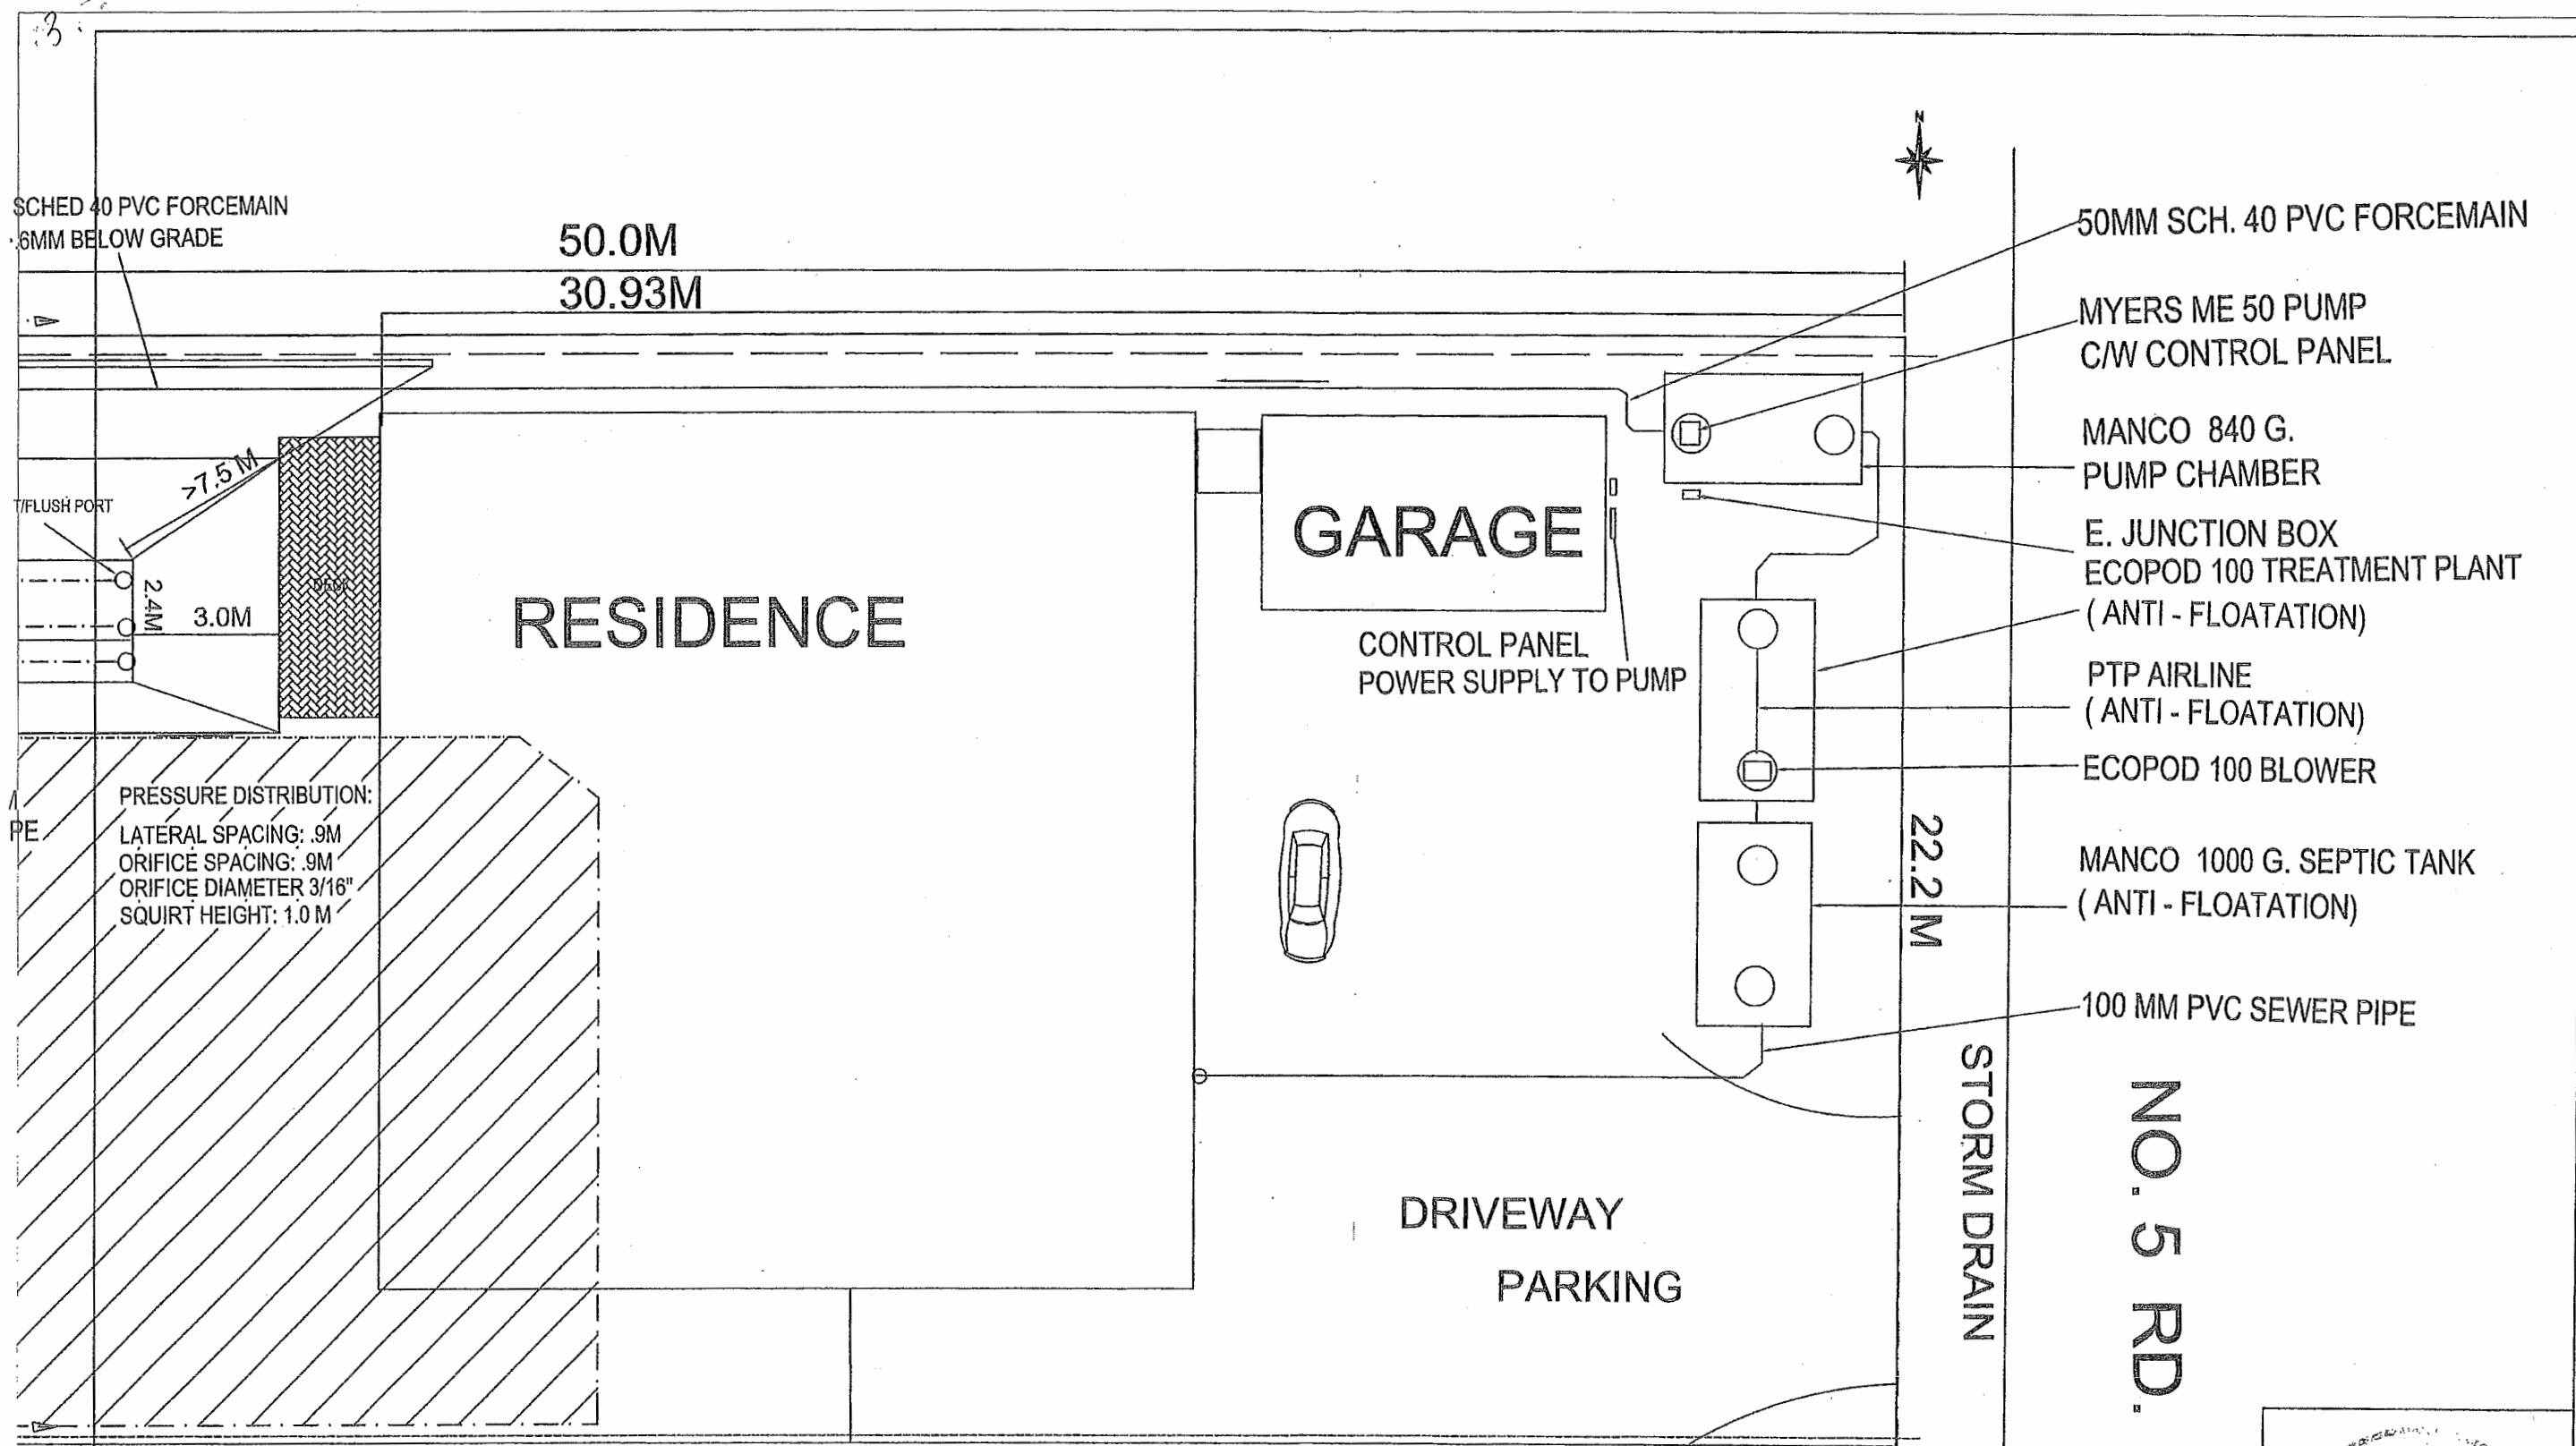 3
N
SCHED 40 PVC FORCEMAIN
6MM BELOW GRADE
50.0M
30.93M
50MM SCH. 40 PVC FORCEMAIN
MYERS ME 50 PUMP
C/W CONTROL PANEL
MANCO 840 G.
PUMP CHAMBER
E. JUNCTION BOX
ECOPOD 100 TREATMENT PLANT
( ANTI - FLOATATION)
PTP AIRLINE
( ANTI - FLOATATION)
ECOPOD 100 BLOWER
MANCO 1000 G. SEPTIC TANK
( ANTI - FLOATATION)
100 MM PVC SEWER PIPE
>7.5 M
T/FLUSH PORT
2.4M
3.0M
DECK
RESIDENCE
GARAGE
CONTROL PANEL
POWER SUPPLY TO PUMP
PRESSURE DISTRIBUTION:
LATERAL SPACING: .9M
ORIFICE SPACING: .9M
ORIFICE DIAMETER 3/16"
SQUIRT HEIGHT: 1.0 M
PE
22.2 M
STORM DRAIN
NO. 5 RD.
DRIVEWAY
PARKING